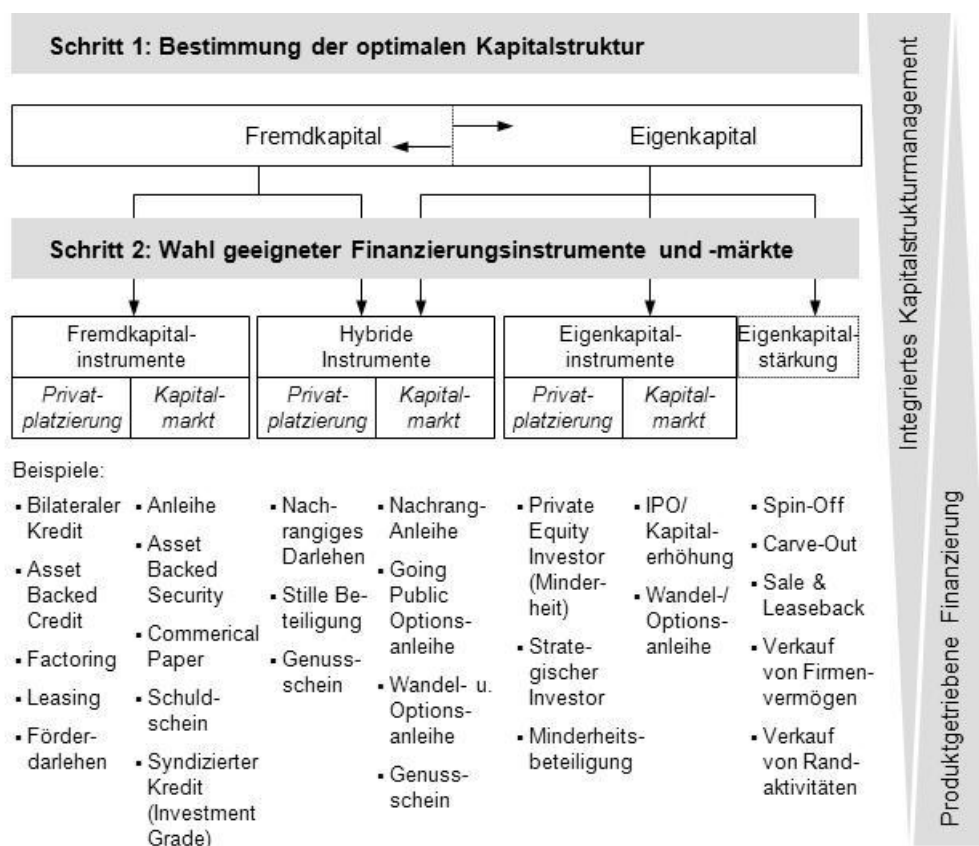 Schritt 1: Bestimmung der optimalen Kapitalstruktur
Fremdkapital
Eigenkapital
Schritt 2: Wahl geeigneter Finanzierungsinstrumente und -märkte
Fremdkapital-
instrumente
Privat-
platzierung
Kapital-
markt
Hybride
Instrumente
Privat-
platzierung
Kapital-
markt
Eigenkapital-
instrumente
Privat-
platzierung
Kapital-
markt
Eigenkapital-
stärkung
Beispiele:
▪ Bilateraler
Kredit
▪ Asset
Backed
Credit
▪ Factoring
▪ Leasing
▪ Förder-
darlehen
▪ Anleihe
▪ Asset
Backed
Security
▪ Commerical
Paper
▪ Schuld-
schein
▪ Syndizierter
Kredit
(Investment
Grade)
▪ Nach-
rangiges
Darlehen
▪ Stille Be-
teiligung
▪ Genuss-
schein
▪ Nachrang-
Anleihe
▪ Going
Public
Options-
anleihe
▪ Wandel- u.
Options-
anleihe
▪ Genuss-
schein
▪ Private
Equity
Investor
(Minder-
heit)
▪ Strate-
gischer
Investor
▪ Minderheits-
beteiligung
▪ IPO/
Kapital-
erhöhung
▪ Wandel-/
Options-
anleihe
▪ Spin-Off
▪ Carve-Out
▪ Sale &
Leaseback
▪ Verkauf
von Firmen-
vermögen
▪ Verkauf
von Rand-
aktivitäten
Integriertes Kapitalstrukturmanagement
Produktgetriebene Finanzierung